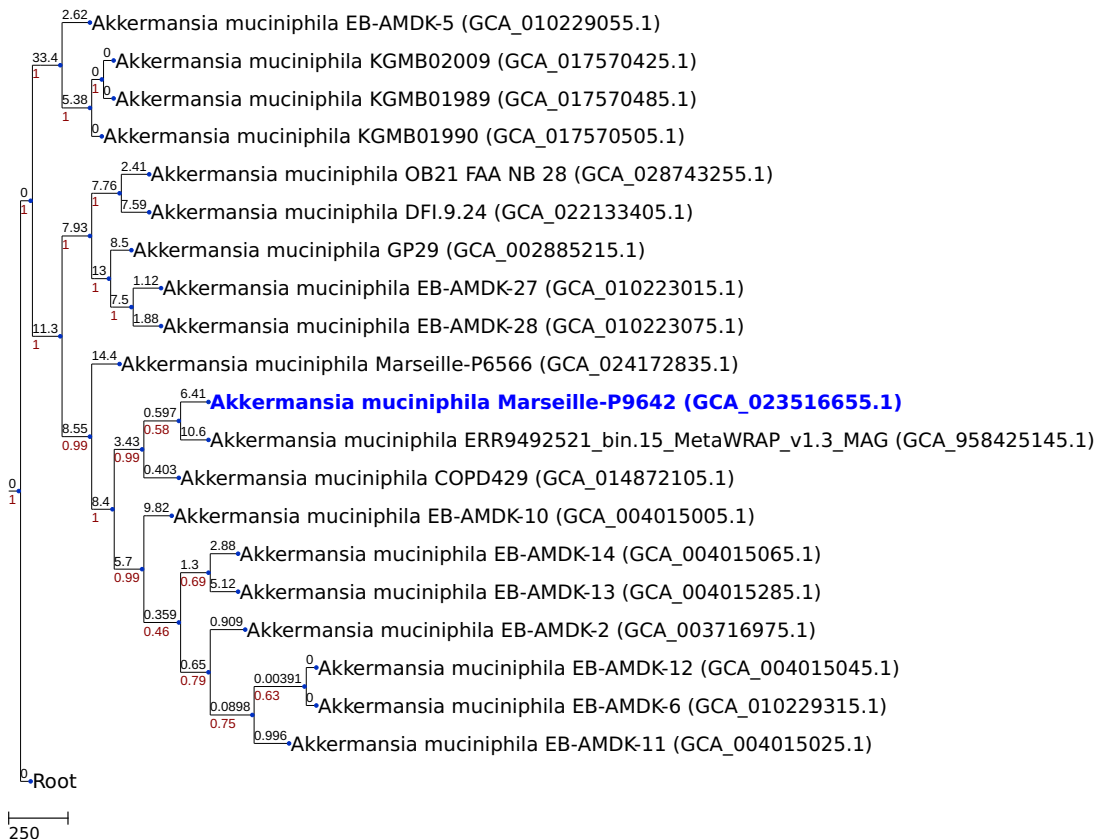 2.62
Akkermansia muciniphila EB-AMDK-5 (GCA_010229055.1)
33.4
1
0
Akkermansia muciniphila KGMB02009 (GCA_017570425.1)
0
1
0
Akkermansia muciniphila KGMB01989 (GCA_017570485.1)
5.38
1
0
Akkermansia muciniphila KGMB01990 (GCA_017570505.1)
0
1
2.41
Akkermansia muciniphila OB21 FAA NB 28 (GCA_028743255.1)
7.76
1
7.59
Akkermansia muciniphila DFI.9.24 (GCA_022133405.1)
7.93
1
8.5
Akkermansia muciniphila GP29 (GCA_002885215.1)
13
1
1.12
Akkermansia muciniphila EB-AMDK-27 (GCA_010223015.1)
7.5
1
1.88
Akkermansia muciniphila EB-AMDK-28 (GCA_010223075.1)
11.3
1
14.4
Akkermansia muciniphila Marseille-P6566 (GCA_024172835.1)
6.41
Akkermansia muciniphila Marseille-P9642 (GCA_023516655.1)
0.597
0.58
10.6
Akkermansia muciniphila ERR9492521_bin.15_MetaWRAP_v1.3_MAG (GCA_958425145.1)
8.55
0.99
3.43
0.99
0.403
Akkermansia muciniphila COPD429 (GCA_014872105.1)
0
1
8.4
1
9.82
Akkermansia muciniphila EB-AMDK-10 (GCA_004015005.1)
2.88
Akkermansia muciniphila EB-AMDK-14 (GCA_004015065.1)
5.7
0.99
1.3
0.69
5.12
Akkermansia muciniphila EB-AMDK-13 (GCA_004015285.1)
0.359
0.46
0.909
Akkermansia muciniphila EB-AMDK-2 (GCA_003716975.1)
0.65
0.79
0
Akkermansia muciniphila EB-AMDK-12 (GCA_004015045.1)
0.00391
0.63
0
Akkermansia muciniphila EB-AMDK-6 (GCA_010229315.1)
0.0898
0.75
0.996
Akkermansia muciniphila EB-AMDK-11 (GCA_004015025.1)
0
Root
250